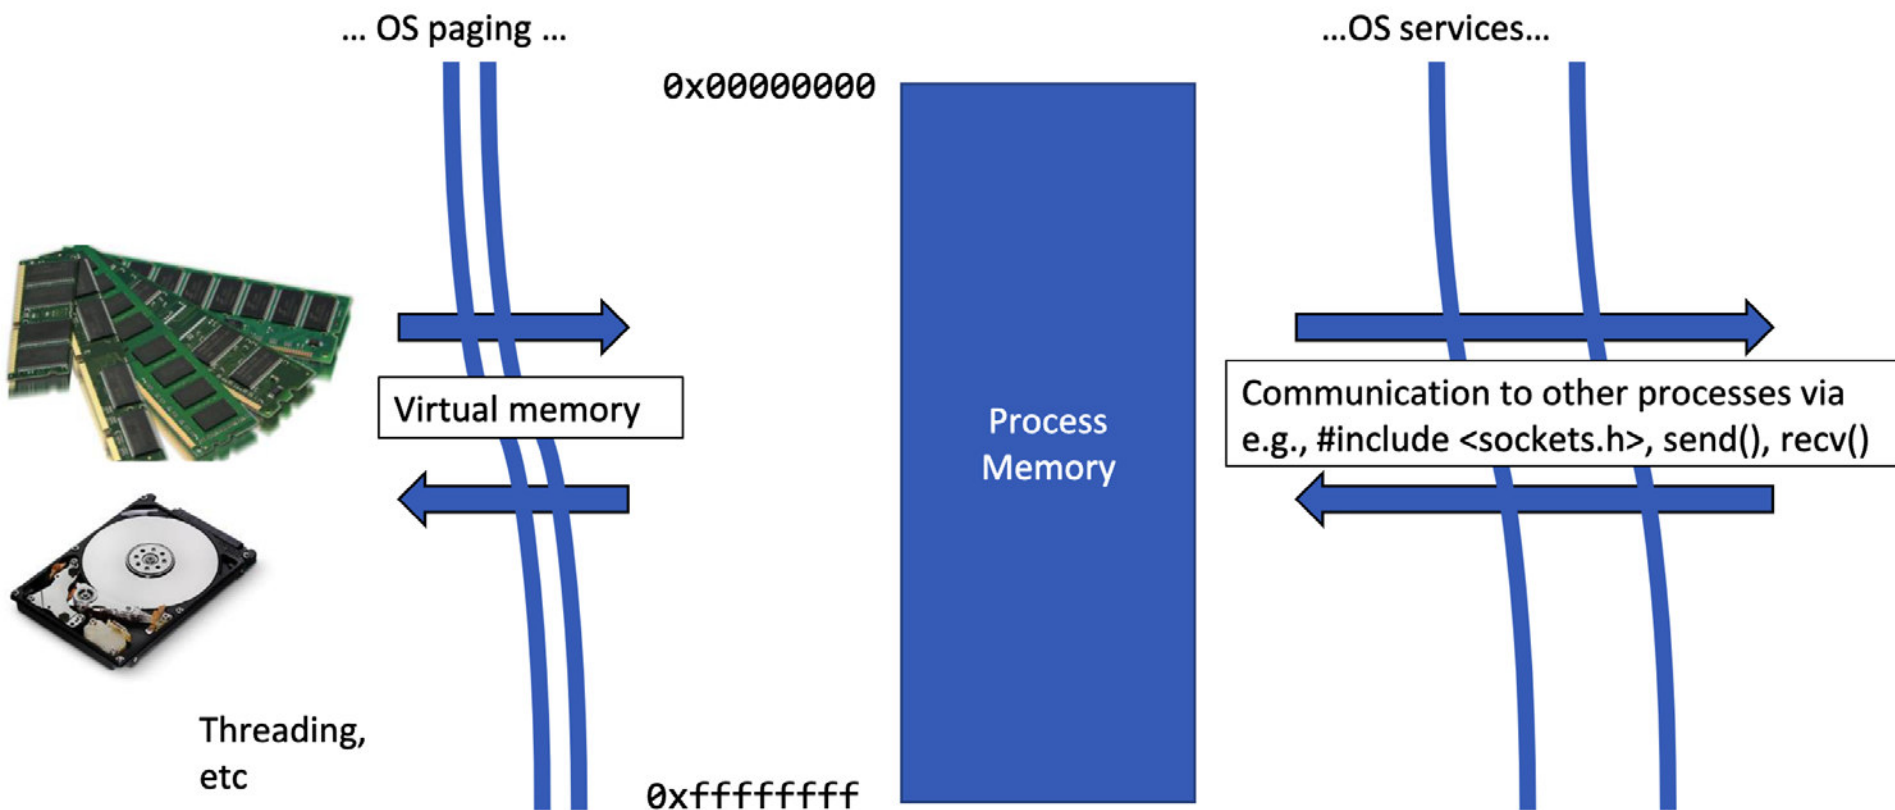 ... OS paging ...
...OS services...
0x00000000
Virtual memory
Process
Memory
Communication to other processes via
e.g., #include <sockets.h>, send(), recv()
Threading,
etc
0xffffffff